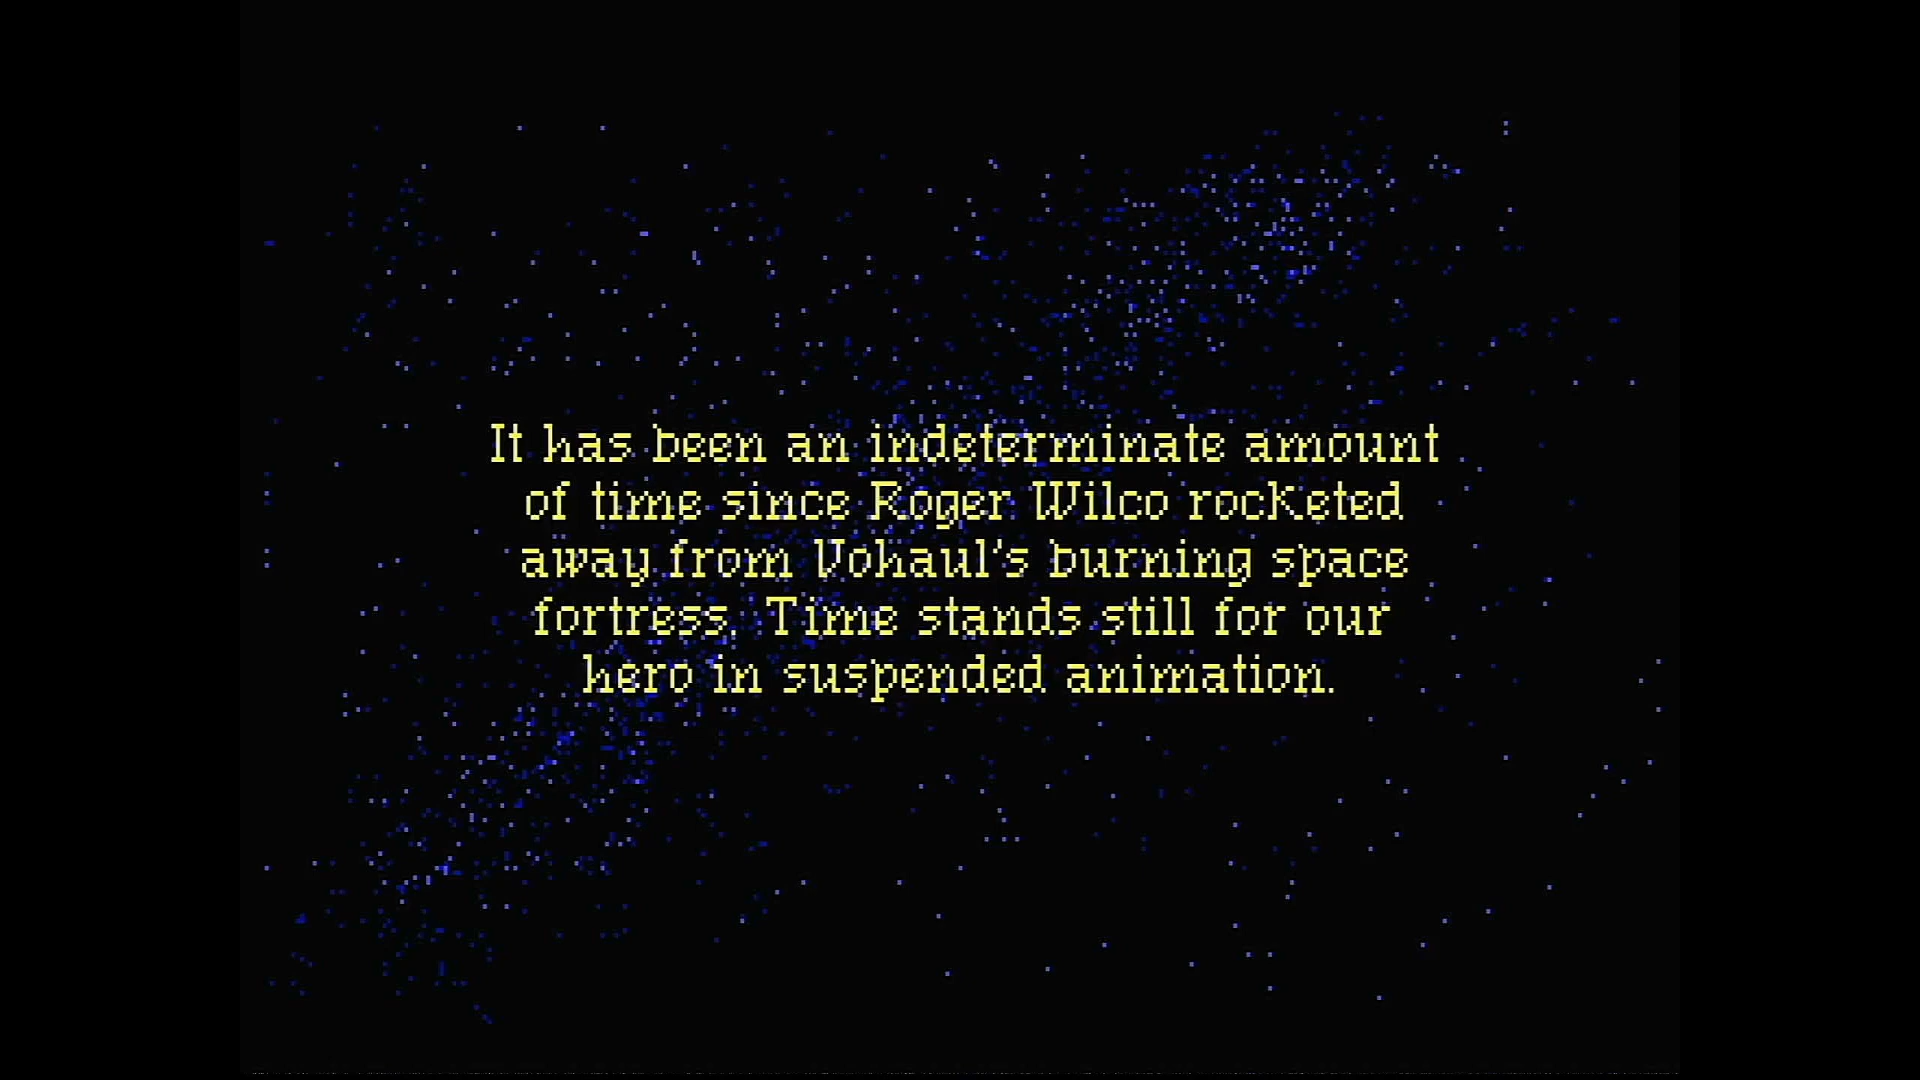 It has been an indeterminate amount
of time since Roger Wilco rocketed
away from Vohaul's burning space
fortress. Time stands still for our
hero in suspended animation.